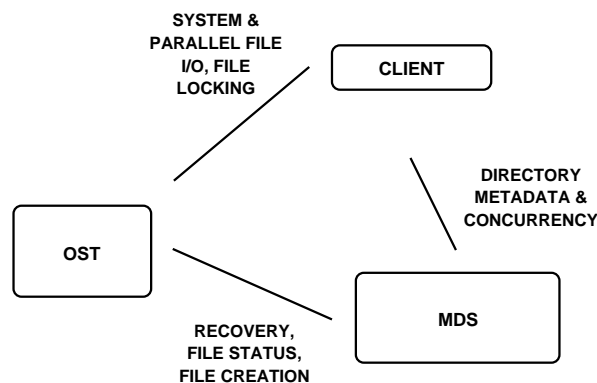 SYSTEM &
PARALLEL FILE
I/O, FILE
LOCKING
CLIENT
DIRECTORY
METADATA &
CONCURRENCY
OST
MDS
RECOVERY,
FILE STATUS,
FILE CREATION